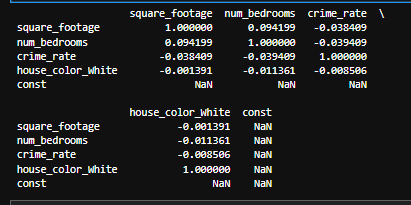 square_footage num_bedrooms crime_rate \
square_footage 1.000000 0.094199 -0.038409
num_bedrooms 0.094199 1.000000 -0.039409
crime_rate -0.038409 -0.039409 1.000000
house_color_White -0.001391 -0.011361 -0.008506
const NaN NaN NaN
house_color_White const
square_footage -0.001391 NaN
num_bedrooms -0.011361 NaN
crime_rate -0.008506 NaN
house_color_White 1.000000 NaN
const NaN NaN